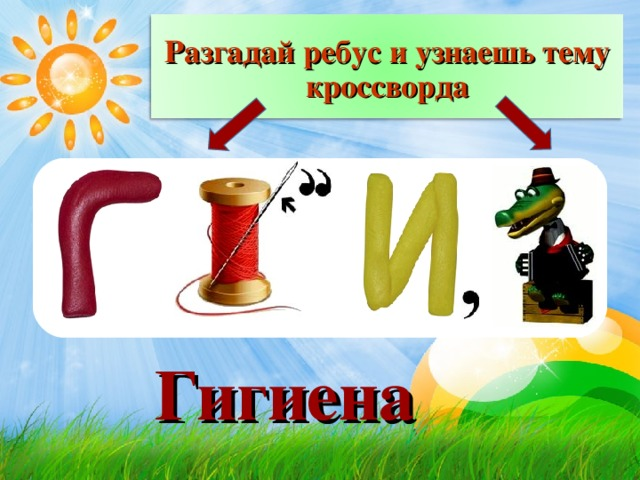 Разгадай ребус и узнаешь тему
кроссворда
Г ,, И ,
Гигиена